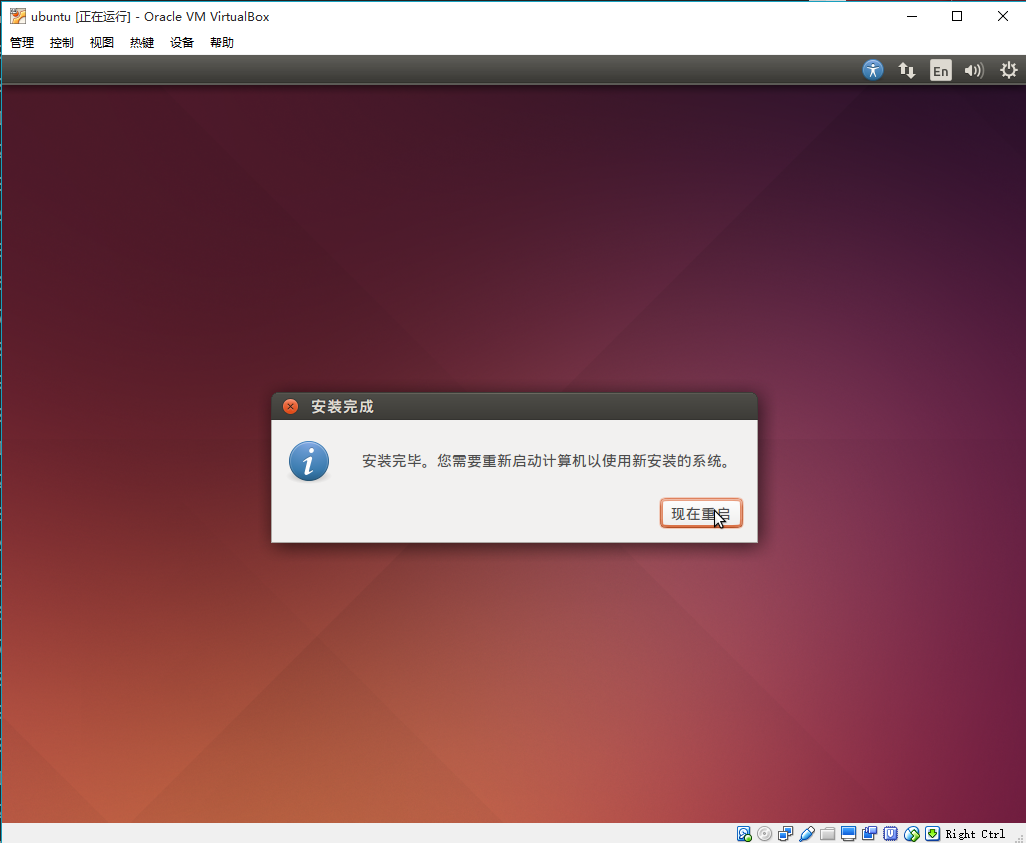 ubuntu [正在运行] - Oracle VM VirtualBox
管理 控制 视图 热键 设备 帮助
En
安装完成
安装完毕。您需要重新启动计算机以使用新安装的系统。
现在重启
Right Ctrl